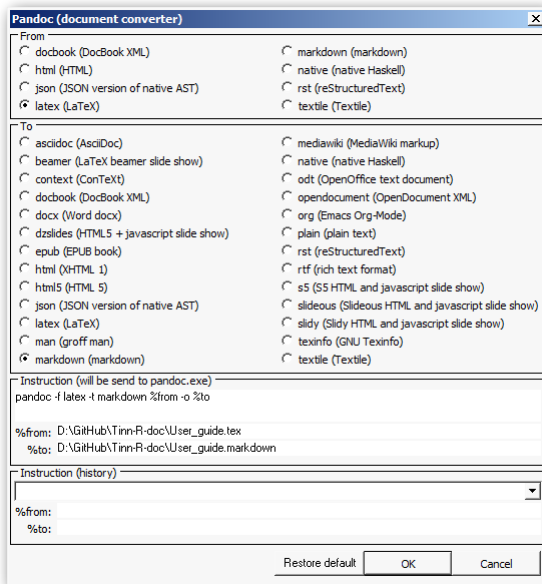 Pandoc (document converter)
From
docbook (DocBook XML)
markdown (markdown)
html (HTML)
native (native Haskell)
json (JSON version of native AST)
rst (reStructuredText)
latex (LaTeX)
textile (Textile)
To
asciidoc (AsciiDoc)
mediawiki (MediaWiki markup)
beamer (LaTeX beamer slide show)
native (native Haskell)
context (ConTeXt)
odt (OpenOffice text document)
docbook (DocBook XML)
opendocument (OpenDocument XML)
docx (Word docx)
org (Emacs Org-Mode)
dzslides (HTML5 + javascript slide show)
plain (plain text)
epub (EPUB book)
rst (reStructuredText)
html (XHTML 1)
rtf (rich text format)
html5 (HTML 5)
s5 (S5 HTML and javascript slide show)
json (JSON version of native AST)
slideous (Slideous HTML and javascript slide show)
latex (LaTeX)
slidy (Slidy HTML and javascript slide show)
man (groff man)
texinfo (GNU Texinfo)
markdown (markdown)
textile (Textile)
Instruction (will be send to pandoc.exe)
pandoc -f latex -t markdown %from -o %to
%from: D:\GitHub\Tinn-R-doc\User_guide.tex
%to: D:\GitHub\Tinn-R-doc\User_guide.markdown
Instruction (history)
%from:
%to:
Restore default OK Cancel